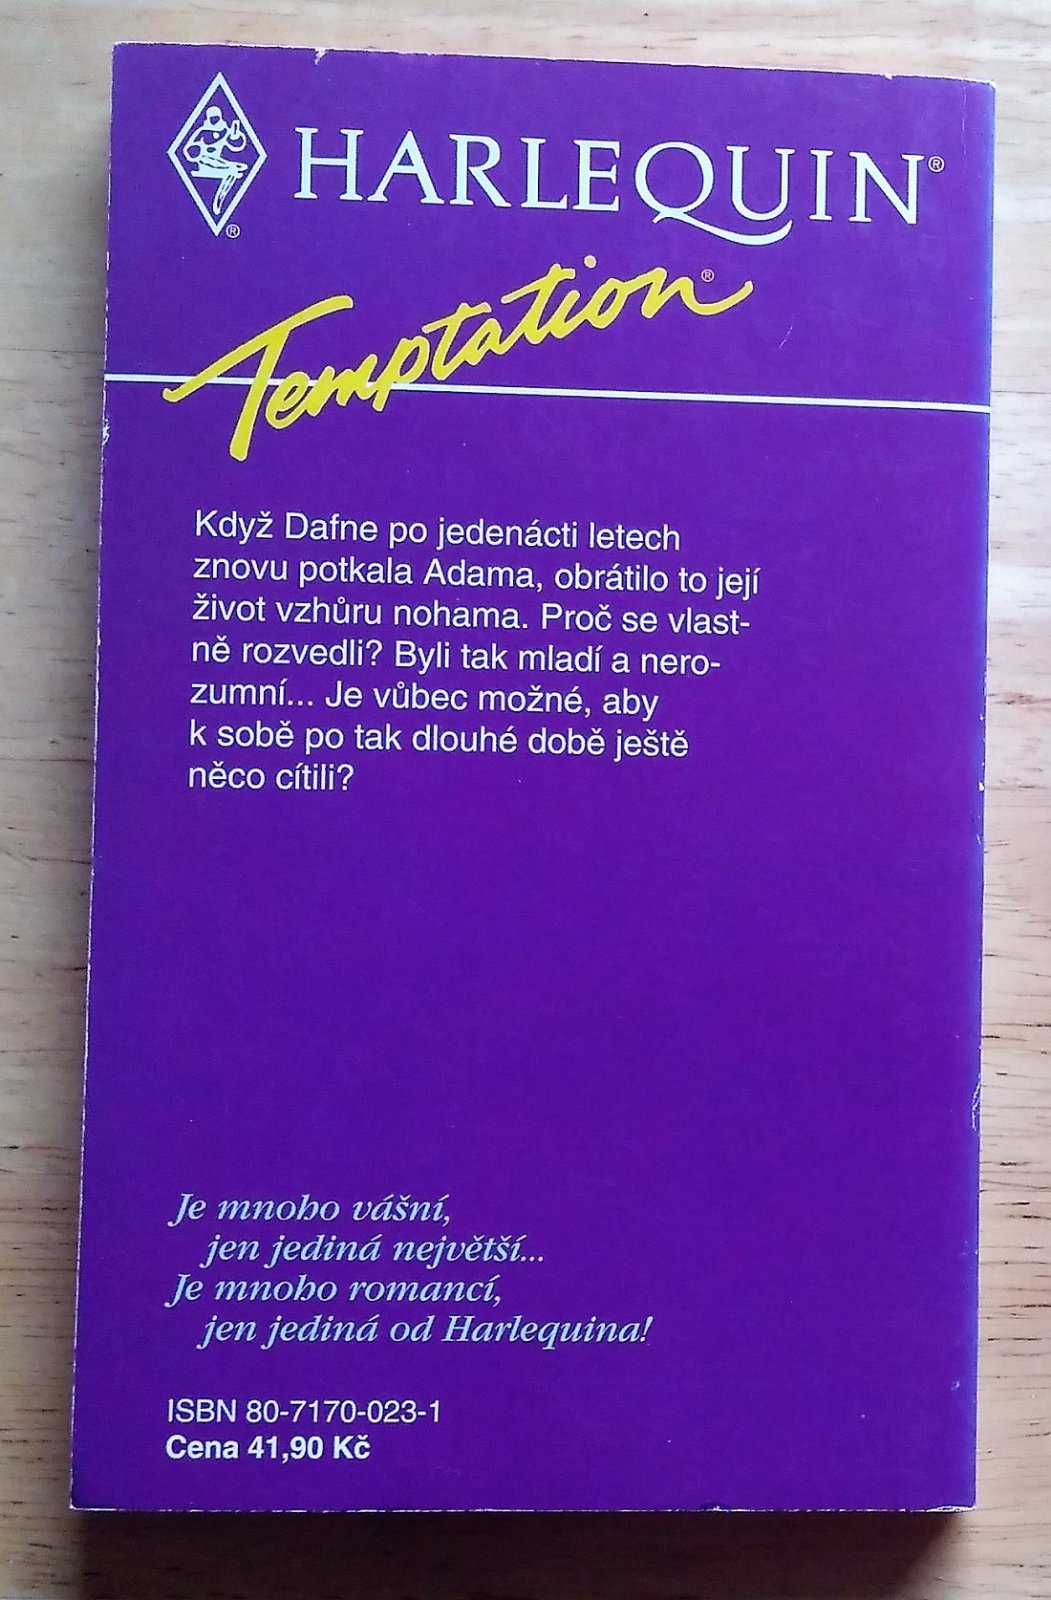 HARLEQUIN®
®
Temptation®
Když Dafne po jedenácti letech
znovu potkala Adama, obrátilo to její
život vzhůru nohama. Proč se vlast-
ně rozvedli? Byli tak mladí a nero-
zumní... Je vůbec možné, aby
k sobě po tak dlouhé době ještě
něco cítili?
Je mnoho vášní,
jen jediná největší...
Je mnoho romancí,
jen jediná od Harlequina!
ISBN 80-7170-023-1
Cena 41,90 Kč